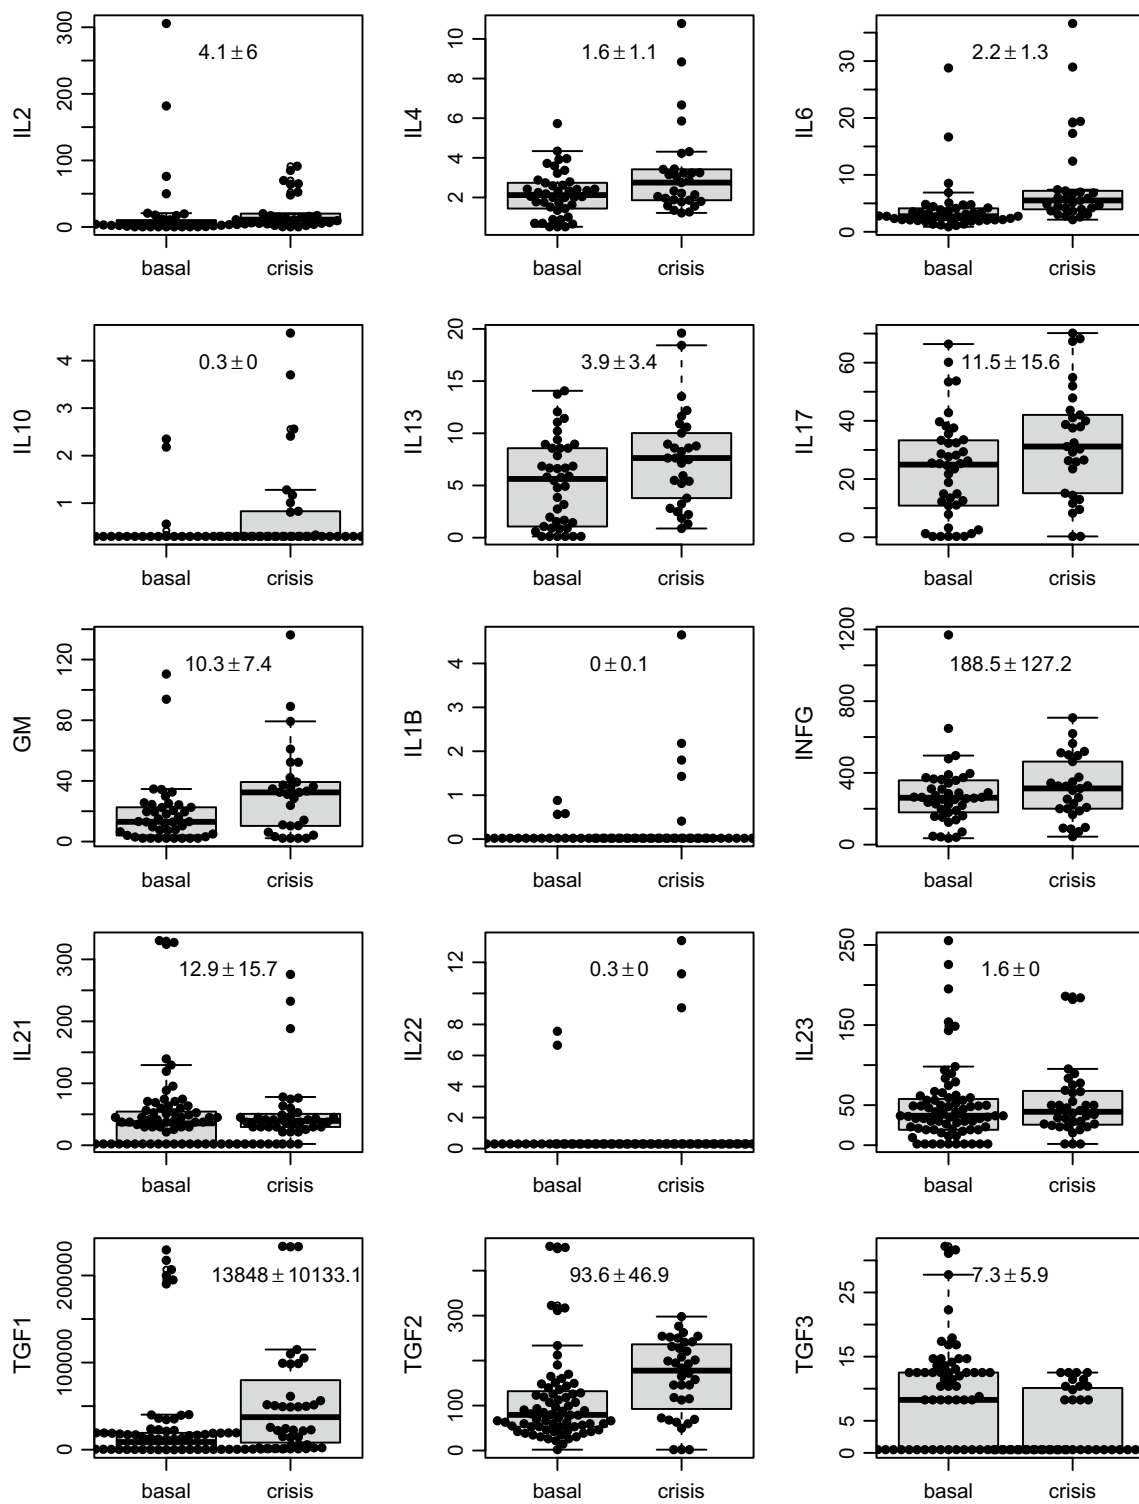 IL2
0 100 200 300
4.1±6
basal crisis
IL4
2 4 6 8 10
1.6±1.1
basal crisis
IL6
0 10 20 30
2.2±1.3
basal crisis
IL10
1 2 3 4
0.3±0
basal crisis
IL13
0 5 10 15 20
3.9±3.4
basal crisis
IL17
0 20 40 60
11.5±15.6
basal crisis
GM
0 40 80 120
10.3±7.4
basal crisis
IL1B
0 1 2 3 4
0±0.1
basal crisis
INFG
0 400 800 1200
188.5±127.2
basal crisis
IL21
0 100 200 300
12.9±15.7
basal crisis
IL22
0 2 4 6 8 12
0.3±0
basal crisis
IL23
0 50 150 250
1.6±0
basal crisis
TGF1
0 100000 200000
13848±10133.1
basal crisis
TGF2
0 100 300
93.6±46.9
basal crisis
TGF3
0 5 15 25
7.3±5.9
basal crisis